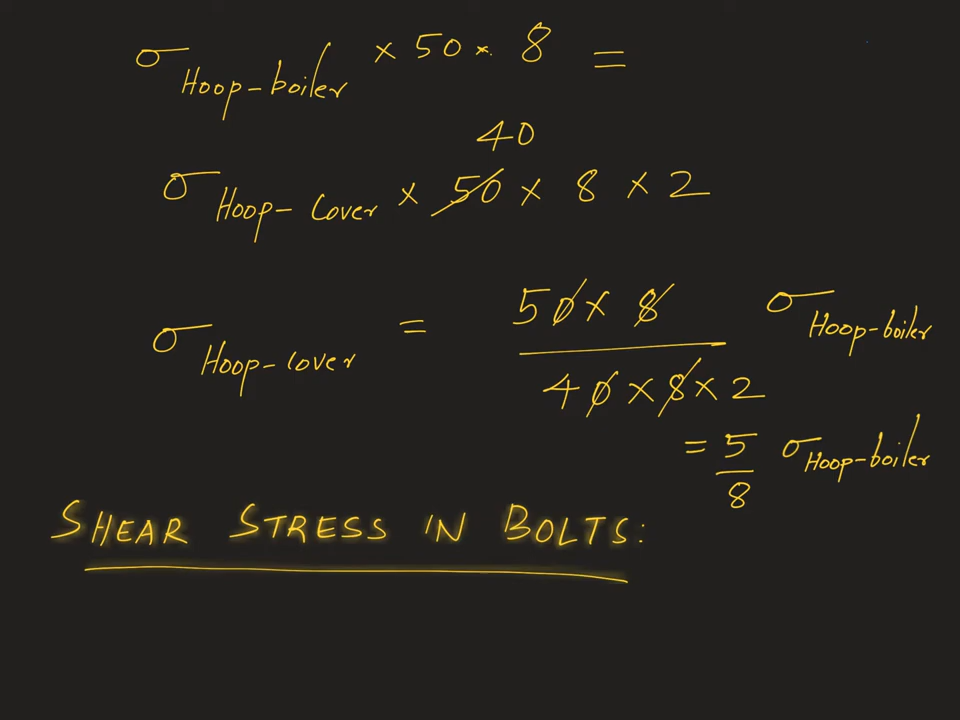 σ Hoop-boiler × 50 × 8 =
40
σ Hoop- Cover × 50 × 8 × 2
σ Hoop-cover = 50 × 8 / 40 × 8 × 2 σ Hoop-boiler
= 5/8 σ Hoop-boiler
SHEAR STRESS IN BOLTS: